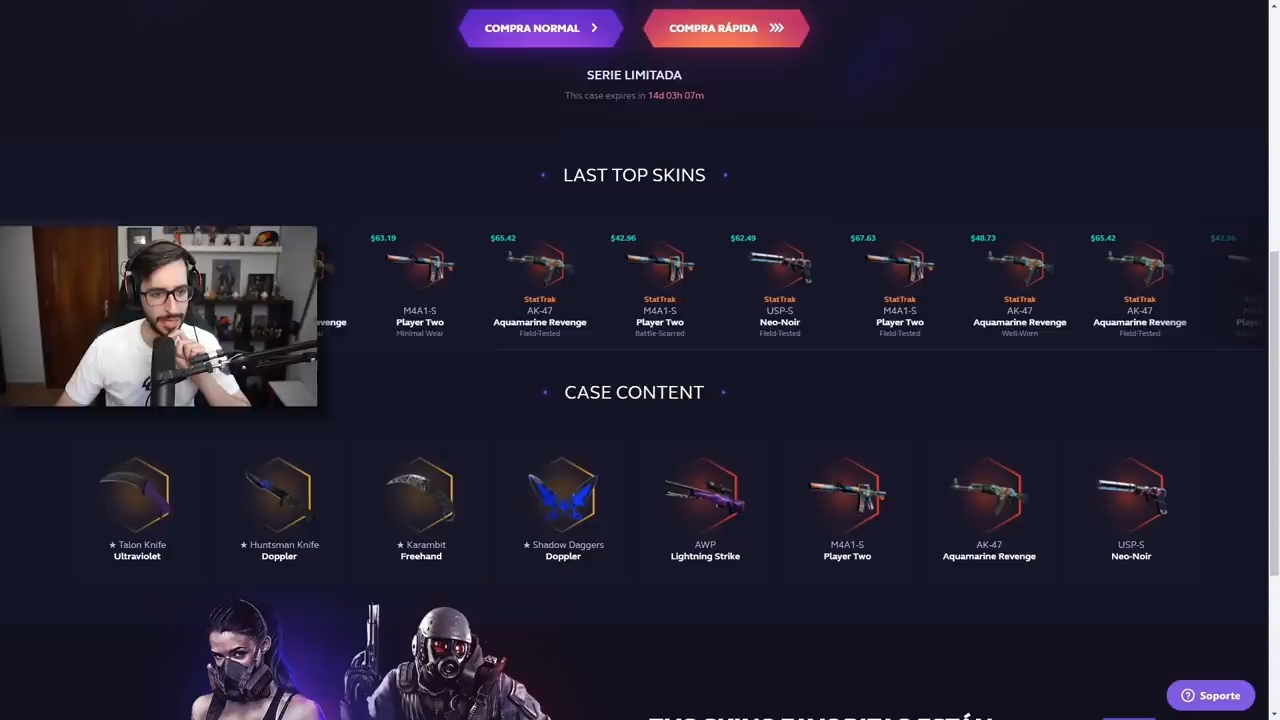 COMPRA NORMAL
COMPRA RÁPIDA
SERIE LIMITADA
This case expires in 14d 03h 07m
LAST TOP SKINS
$63.19
$65.42
$42.96
$62.49
$67.63
$48.73
$65.42
StatTrak
StatTrak
StatTrak
StatTrak
StatTrak
StatTrak
M4A1-S
AK-47
M4A1-S
USP-S
M4A1-S
AK-47
AK-47
Player Two
Aquamarine Revenge
Player Two
Neo-Noir
Player Two
Aquamarine Revenge
Aquamarine Revenge
Minimal Wear
Field-Tested
Battle-Scarred
Field-Tested
Field-Tested
Well-Worn
Field-Tested
CASE CONTENT
★ Talon Knife
★ Huntsman Knife
★ Karambit
★ Shadow Daggers
AWP
M4A1-S
AK-47
USP-S
Ultraviolet
Doppler
Freehand
Doppler
Lightning Strike
Player Two
Aquamarine Revenge
Neo-Noir
Soporte